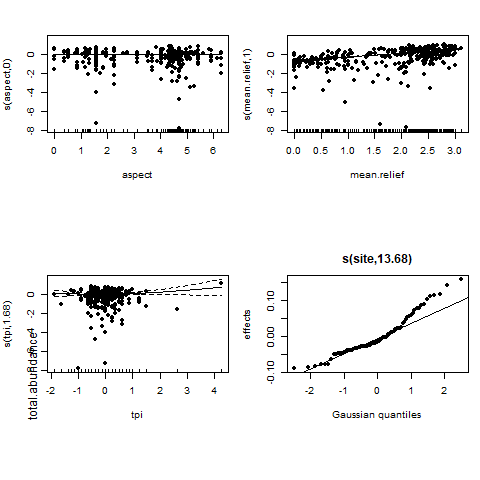 s(aspect,0)
0
-2
-4
-6
-8
0 1 2 3 4 5 6
aspect
s(mean.relief,1)
0
-2
-4
-6
-8
0.0 0.5 1.0 1.5 2.0 2.5 3.0
mean.relief
s(tpi,1.68)
total.abundance
0
-2
-4
-6
-8
-2 -1 0 1 2 3 4
tpi
s(site,13.68)
effects
0.10
0.00
-0.10
-2 -1 0 1 2
Gaussian quantiles